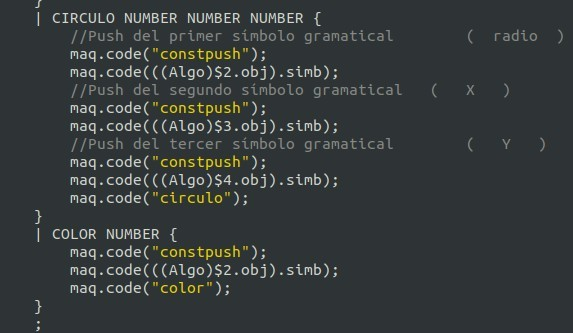 }
| CIRCULO NUMBER NUMBER NUMBER {
//Push del primer simbolo gramatical ( radio )
maq.code("constpush");
maq.code(((Algo)$2.obj).simb);
//Push del segundo simbolo gramatical ( X )
maq.code("constpush");
maq.code(((Algo)$3.obj).simb);
//Push del tercer simbolo gramatical ( Y )
maq.code("constpush");
maq.code(((Algo)$4.obj).simb);
maq.code("circulo");
}
| COLOR NUMBER {
maq.code("constpush");
maq.code(((Algo)$2.obj).simb);
maq.code("color");
}
;